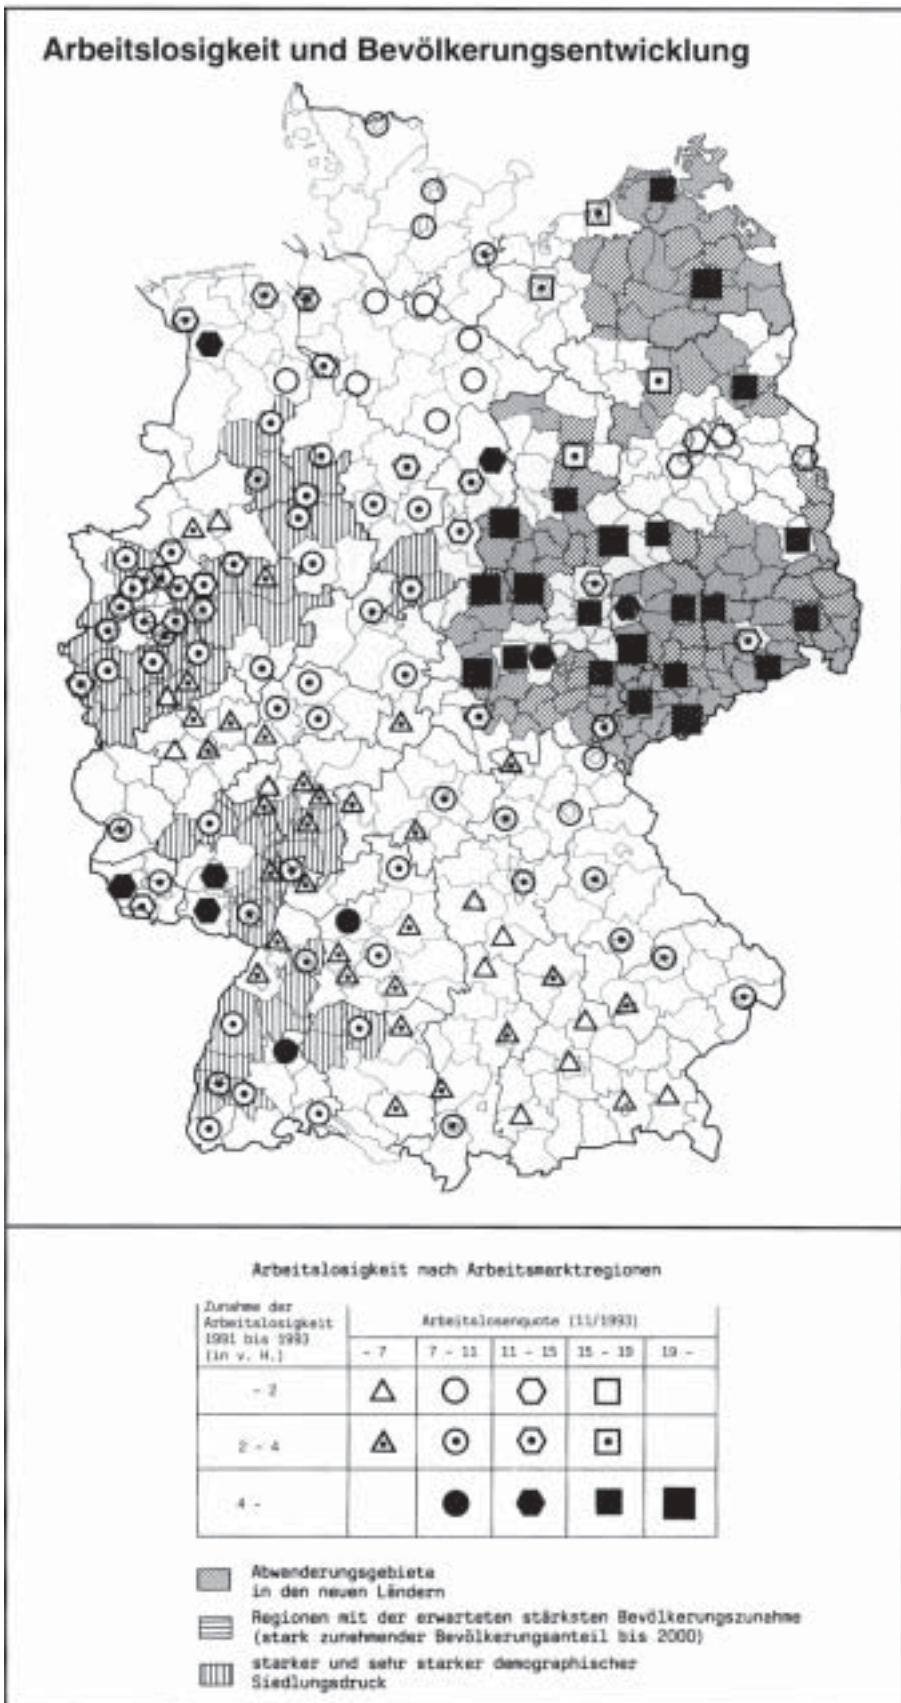 Arbeitslosigkeit und Bevölkerungsentwicklung
Arbeitslosigkeit nach Arbeitsmarktregionen
Zunahme der
Arbeitslosigkeit
1991 bis 1993
(in v. H.)
Arbeitslosenquote (11/1993)
- 7
7 - 11
11 - 15
15 - 19
19 -
- 2
2 - 4
4 -
Abwanderungsgebiete
in den neuen Ländern
Regionen mit der erwarteten stärksten Bevölkerungszunahme
(stark zunehmender Bevölkerungsanteil bis 2000)
starker und sehr starker demographischer
Siedlungsdruck